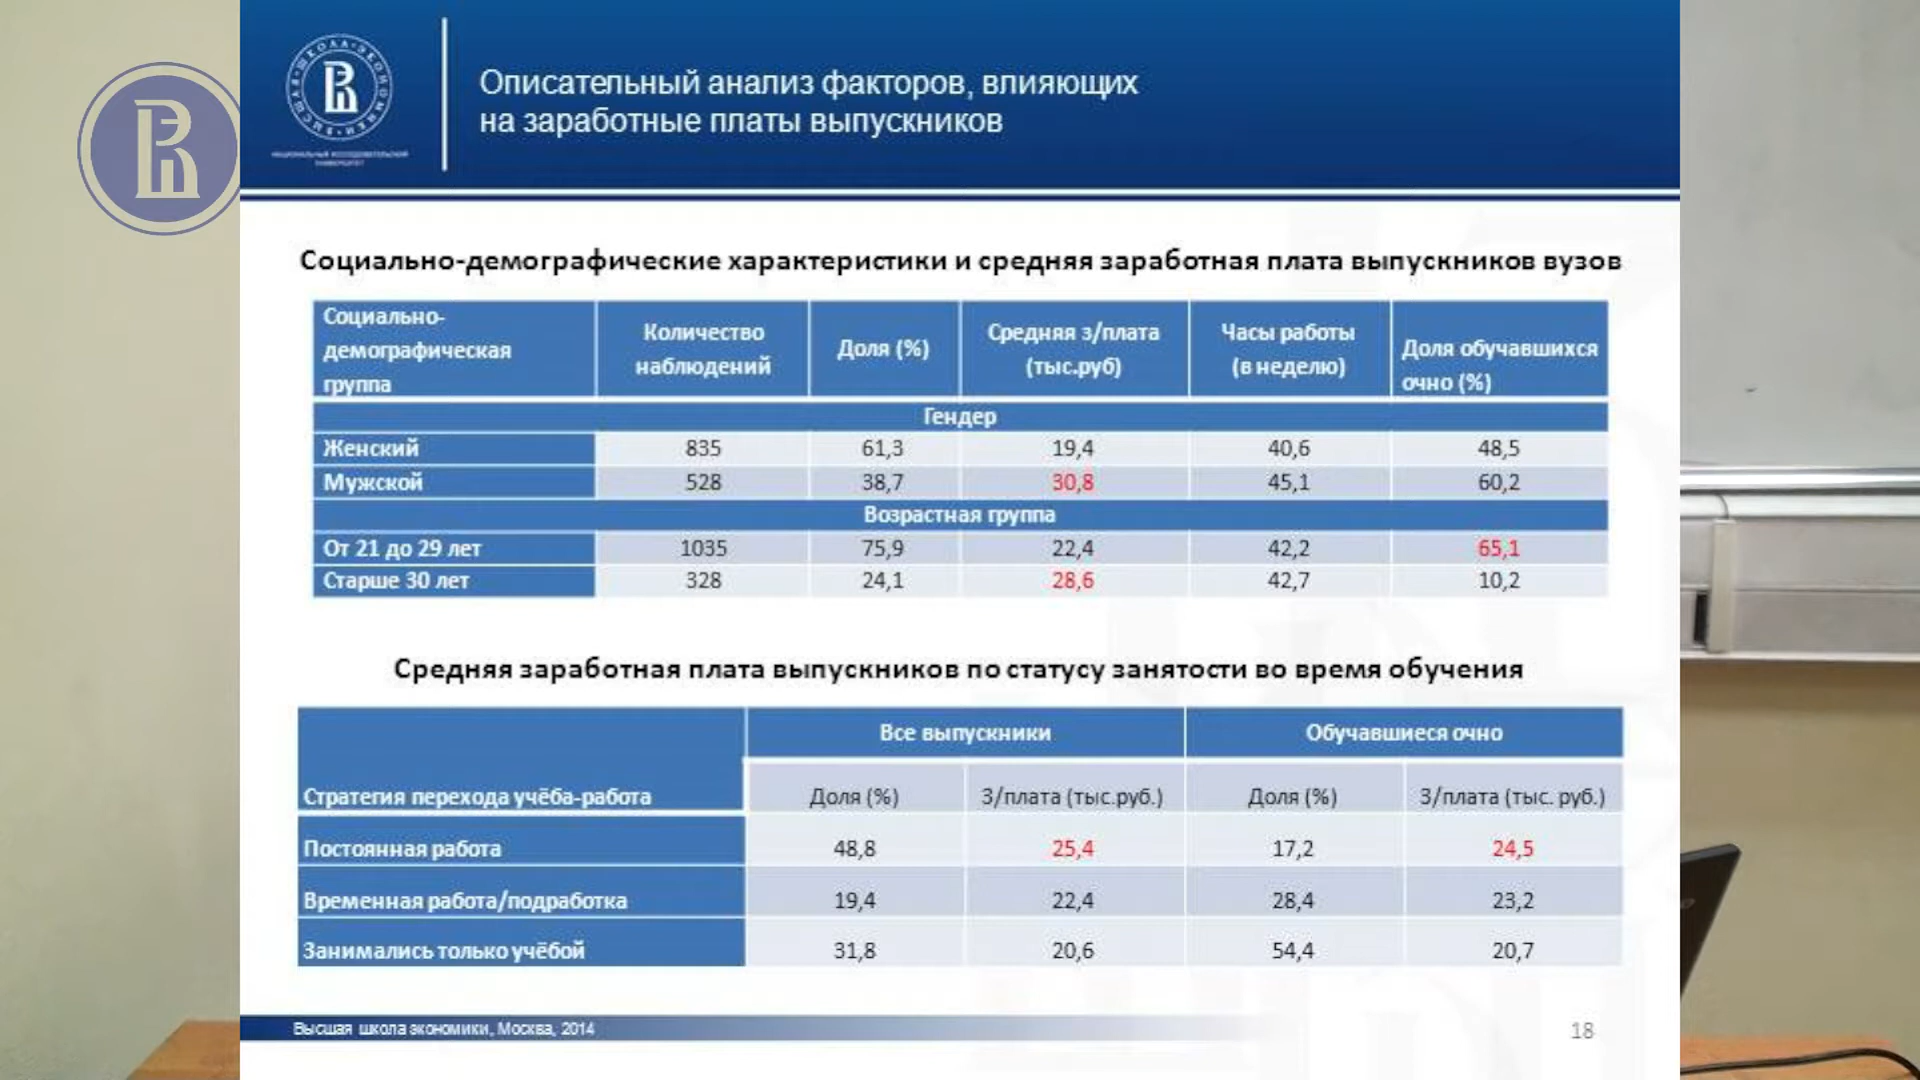 Описательный анализ факторов, влияющих
на заработные платы выпускников
Социально-демографические характеристики и средняя заработная плата выпускников вузов
Социально-
демографическая
группа
Количество
наблюдений
Доля (%)
Средняя з/плата
(тыс.руб)
Часы работы
(в неделю)
Доля обучавшихся
очно (%)
Гендер
Женский 835 61,3 19,4 40,6 48,5
Мужской 528 38,7 30,8 45,1 60,2
Возрастная группа
От 21 до 29 лет 1035 75,9 22,4 42,2 65,1
Старше 30 лет 328 24,1 28,6 42,7 10,2
Средняя заработная плата выпускников по статусу занятости во время обучения
Все выпускники Обучавшиеся очно
Стратегия перехода учёба-работа Доля (%) З/плата (тыс.руб.) Доля (%) З/плата (тыс. руб.)
Постоянная работа 48,8 25,4 17,2 24,5
Временная работа/подработка 19,4 22,4 28,4 23,2
Занимались только учёбой 31,8 20,6 54,4 20,7
Высшая школа экономики, Москва, 2014
18